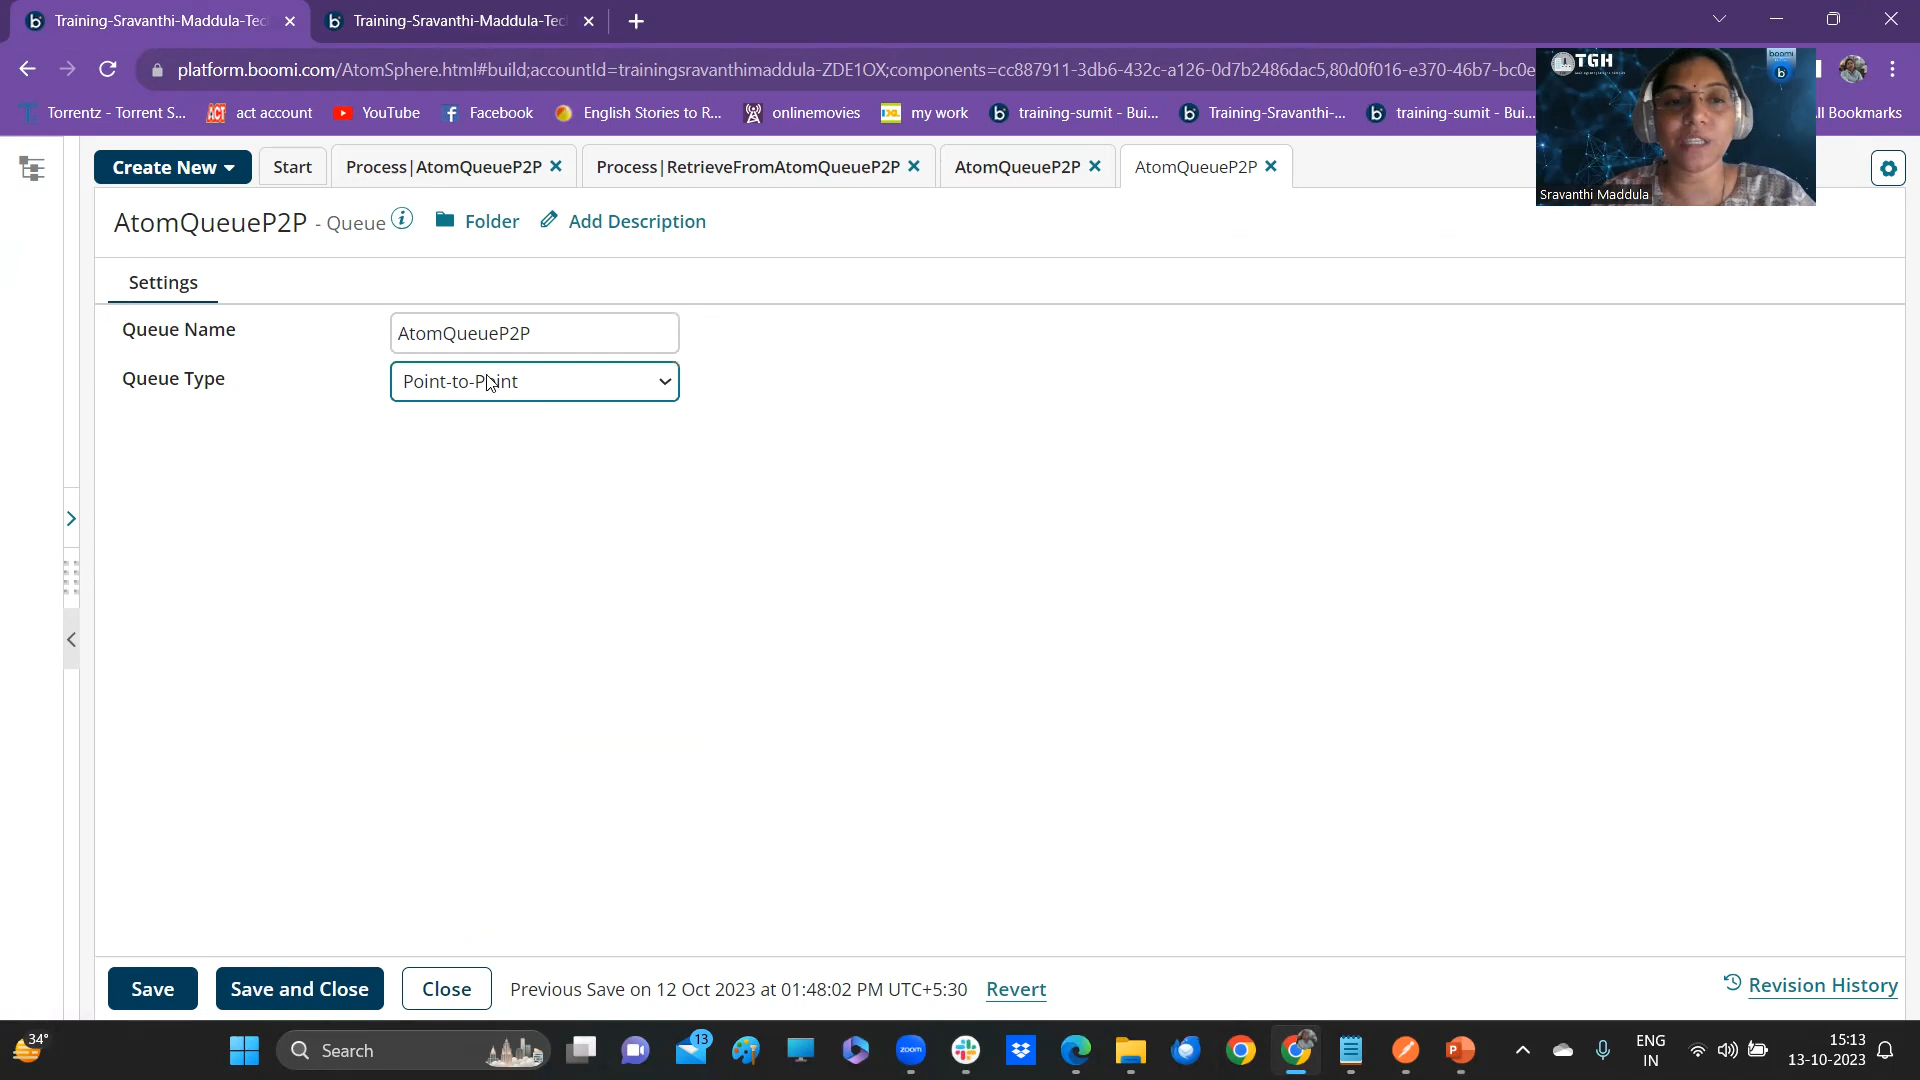 Training-Sravanthi-Maddula-Tec
Training-Sravanthi-Maddula-Tec
platform.boomi.com/AtomSphere.html#build;accountId=trainingsravanthimaddula-ZDE1OX;components=cc887911-3db6-432c-a126-0d7b2486dac5,80d0f016-e370-46b7-bc0e
Torrentz - Torrent S...
ACT act account
YouTube
Facebook
English Stories to R...
onlinemovies
my work
training-sumit - Bui...
Training-Sravanthi-...
training-sumit - Bui...
ll Bookmarks
TGH
boomi
Sravanthi Maddula
Create New
Start
Process|AtomQueueP2P
Process|RetrieveFromAtomQueueP2P
AtomQueueP2P
AtomQueueP2P
AtomQueueP2P - Queue
Folder
Add Description
Settings
Queue Name
AtomQueueP2P
Queue Type
Point-to-Point
Save
Save and Close
Close
Previous Save on 12 Oct 2023 at 01:48:02 PM UTC+5:30
Revert
Revision History
34°
Search
13
zoom
ENG
IN
15:13
13-10-2023